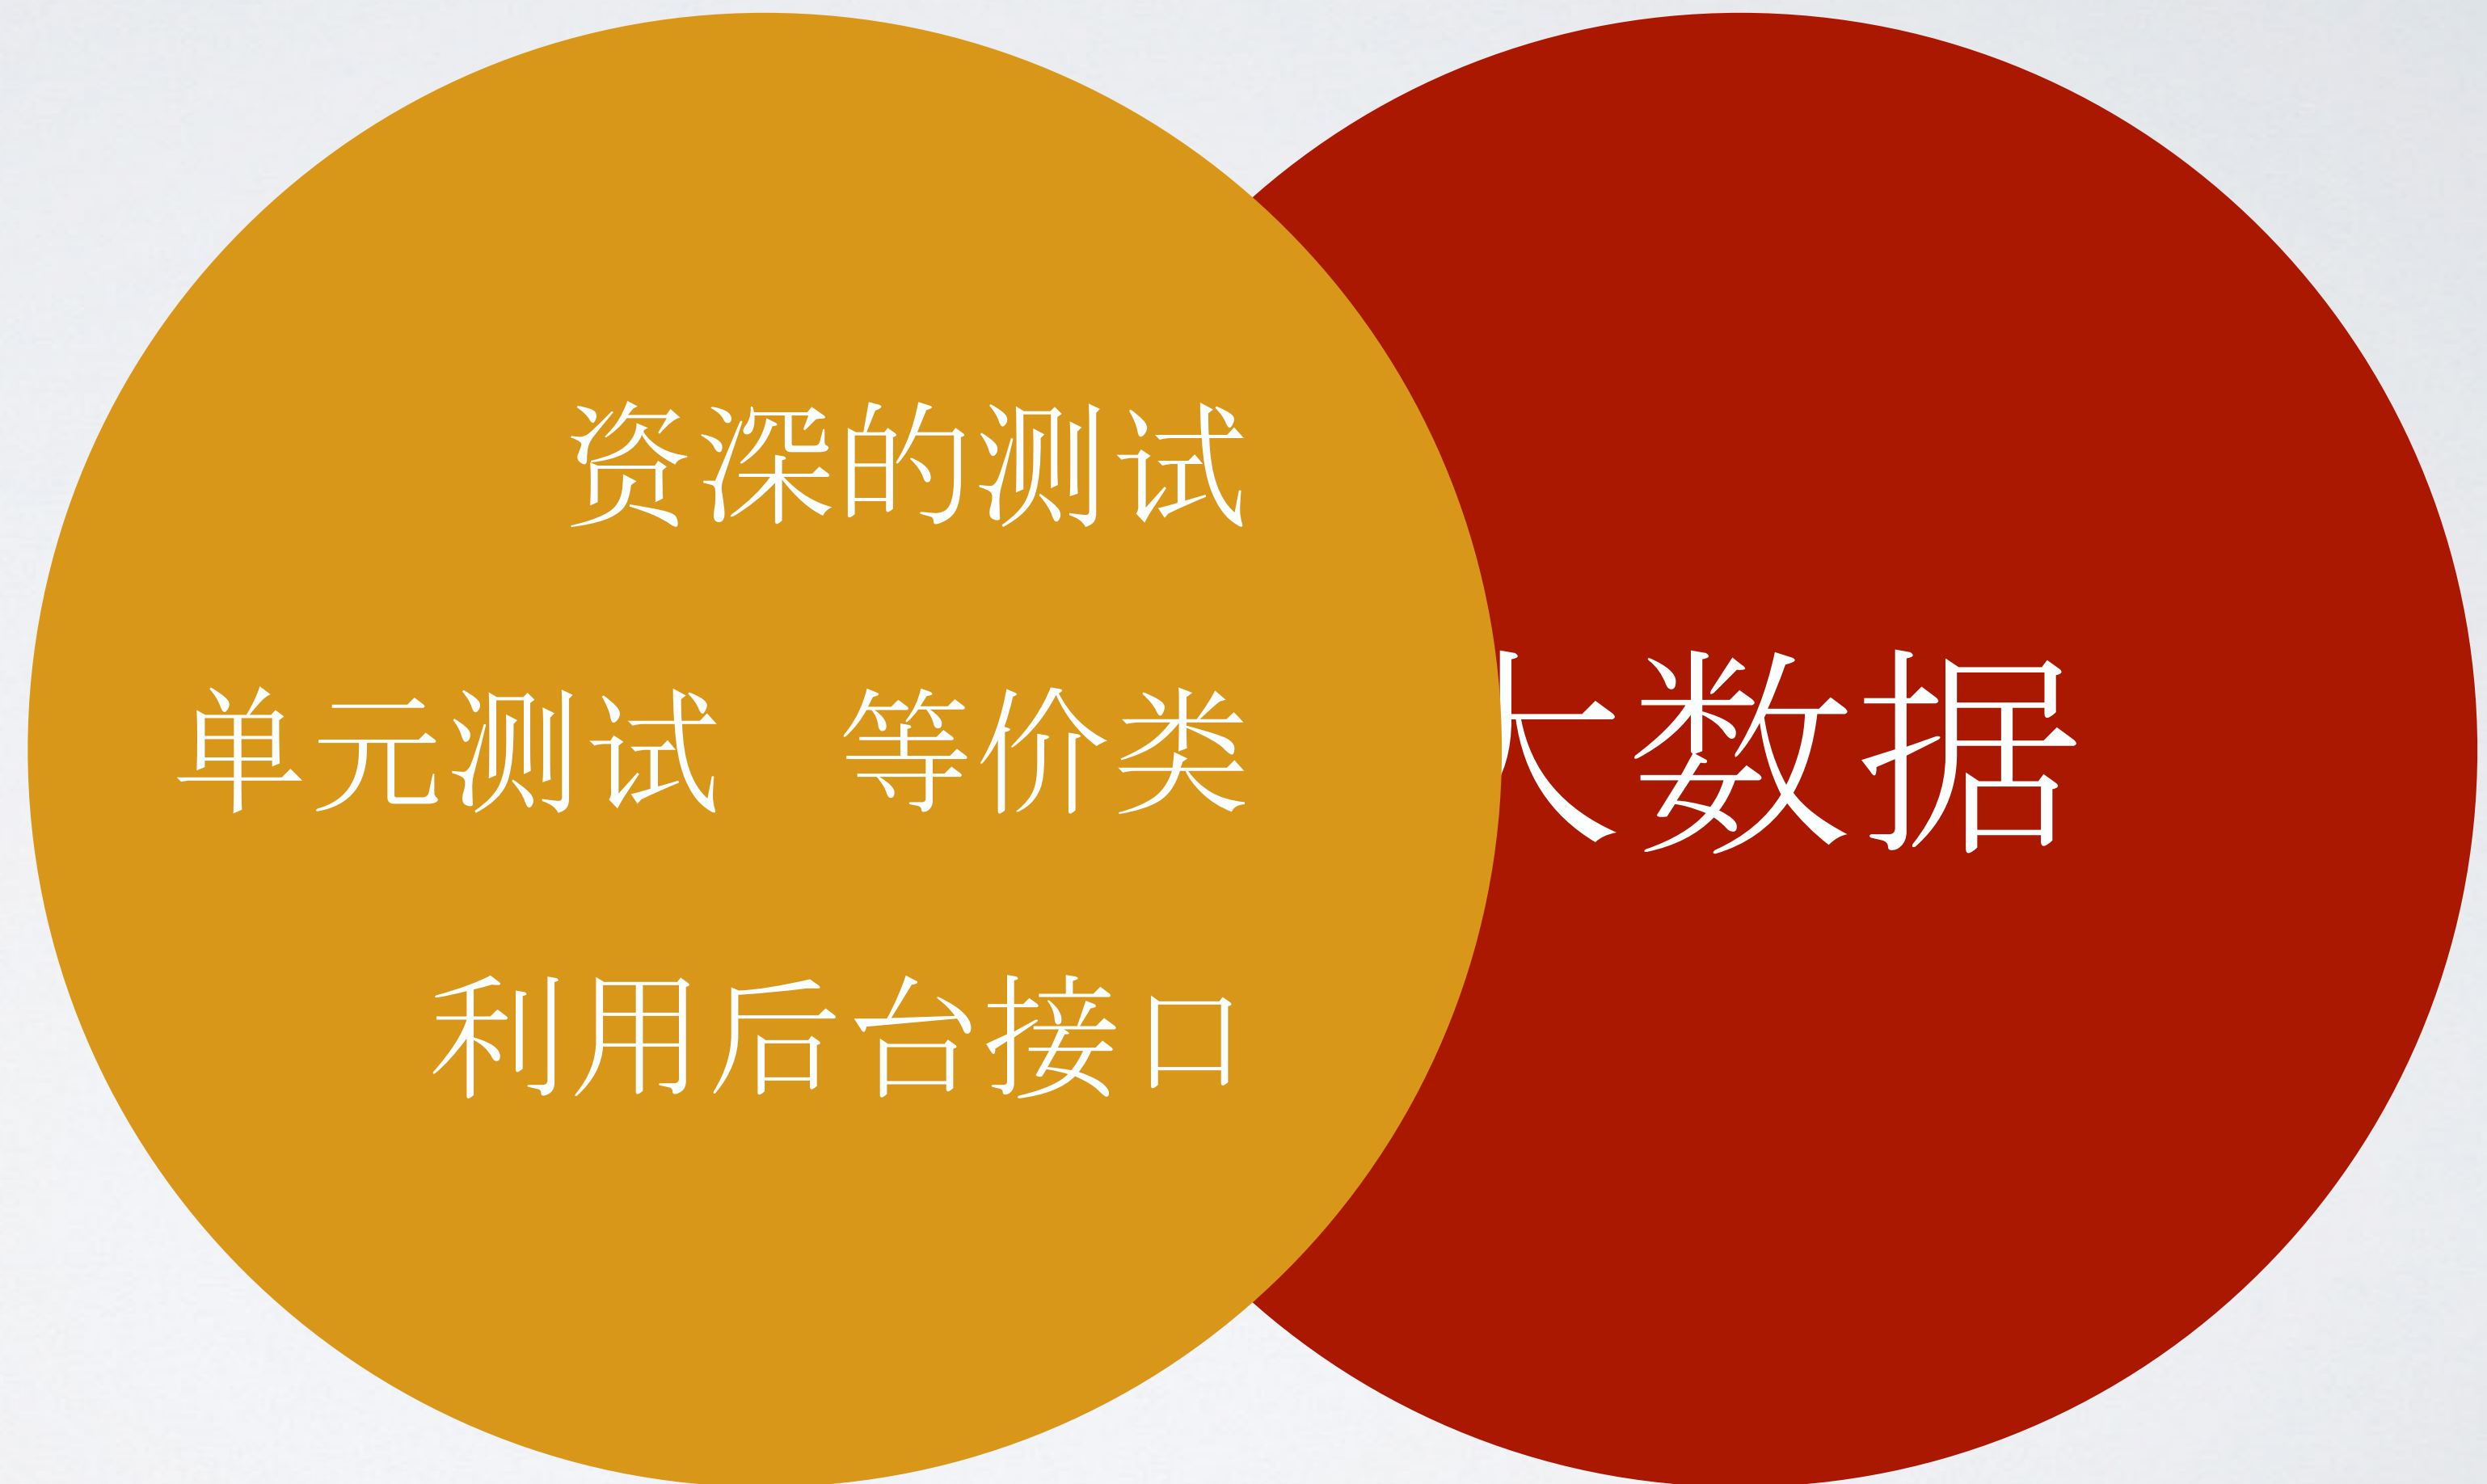 资深的测试
单元测试 等价类
利用后台接口
大数据